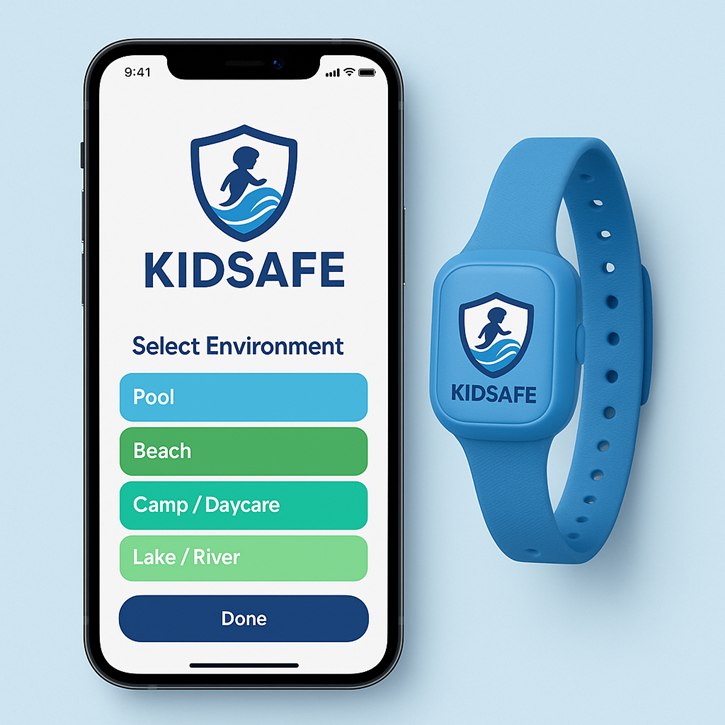 9:41
KIDSAFE
Select Environment
Pool
Beach
Camp / Daycare
Lake / River
Done
KIDSAFE